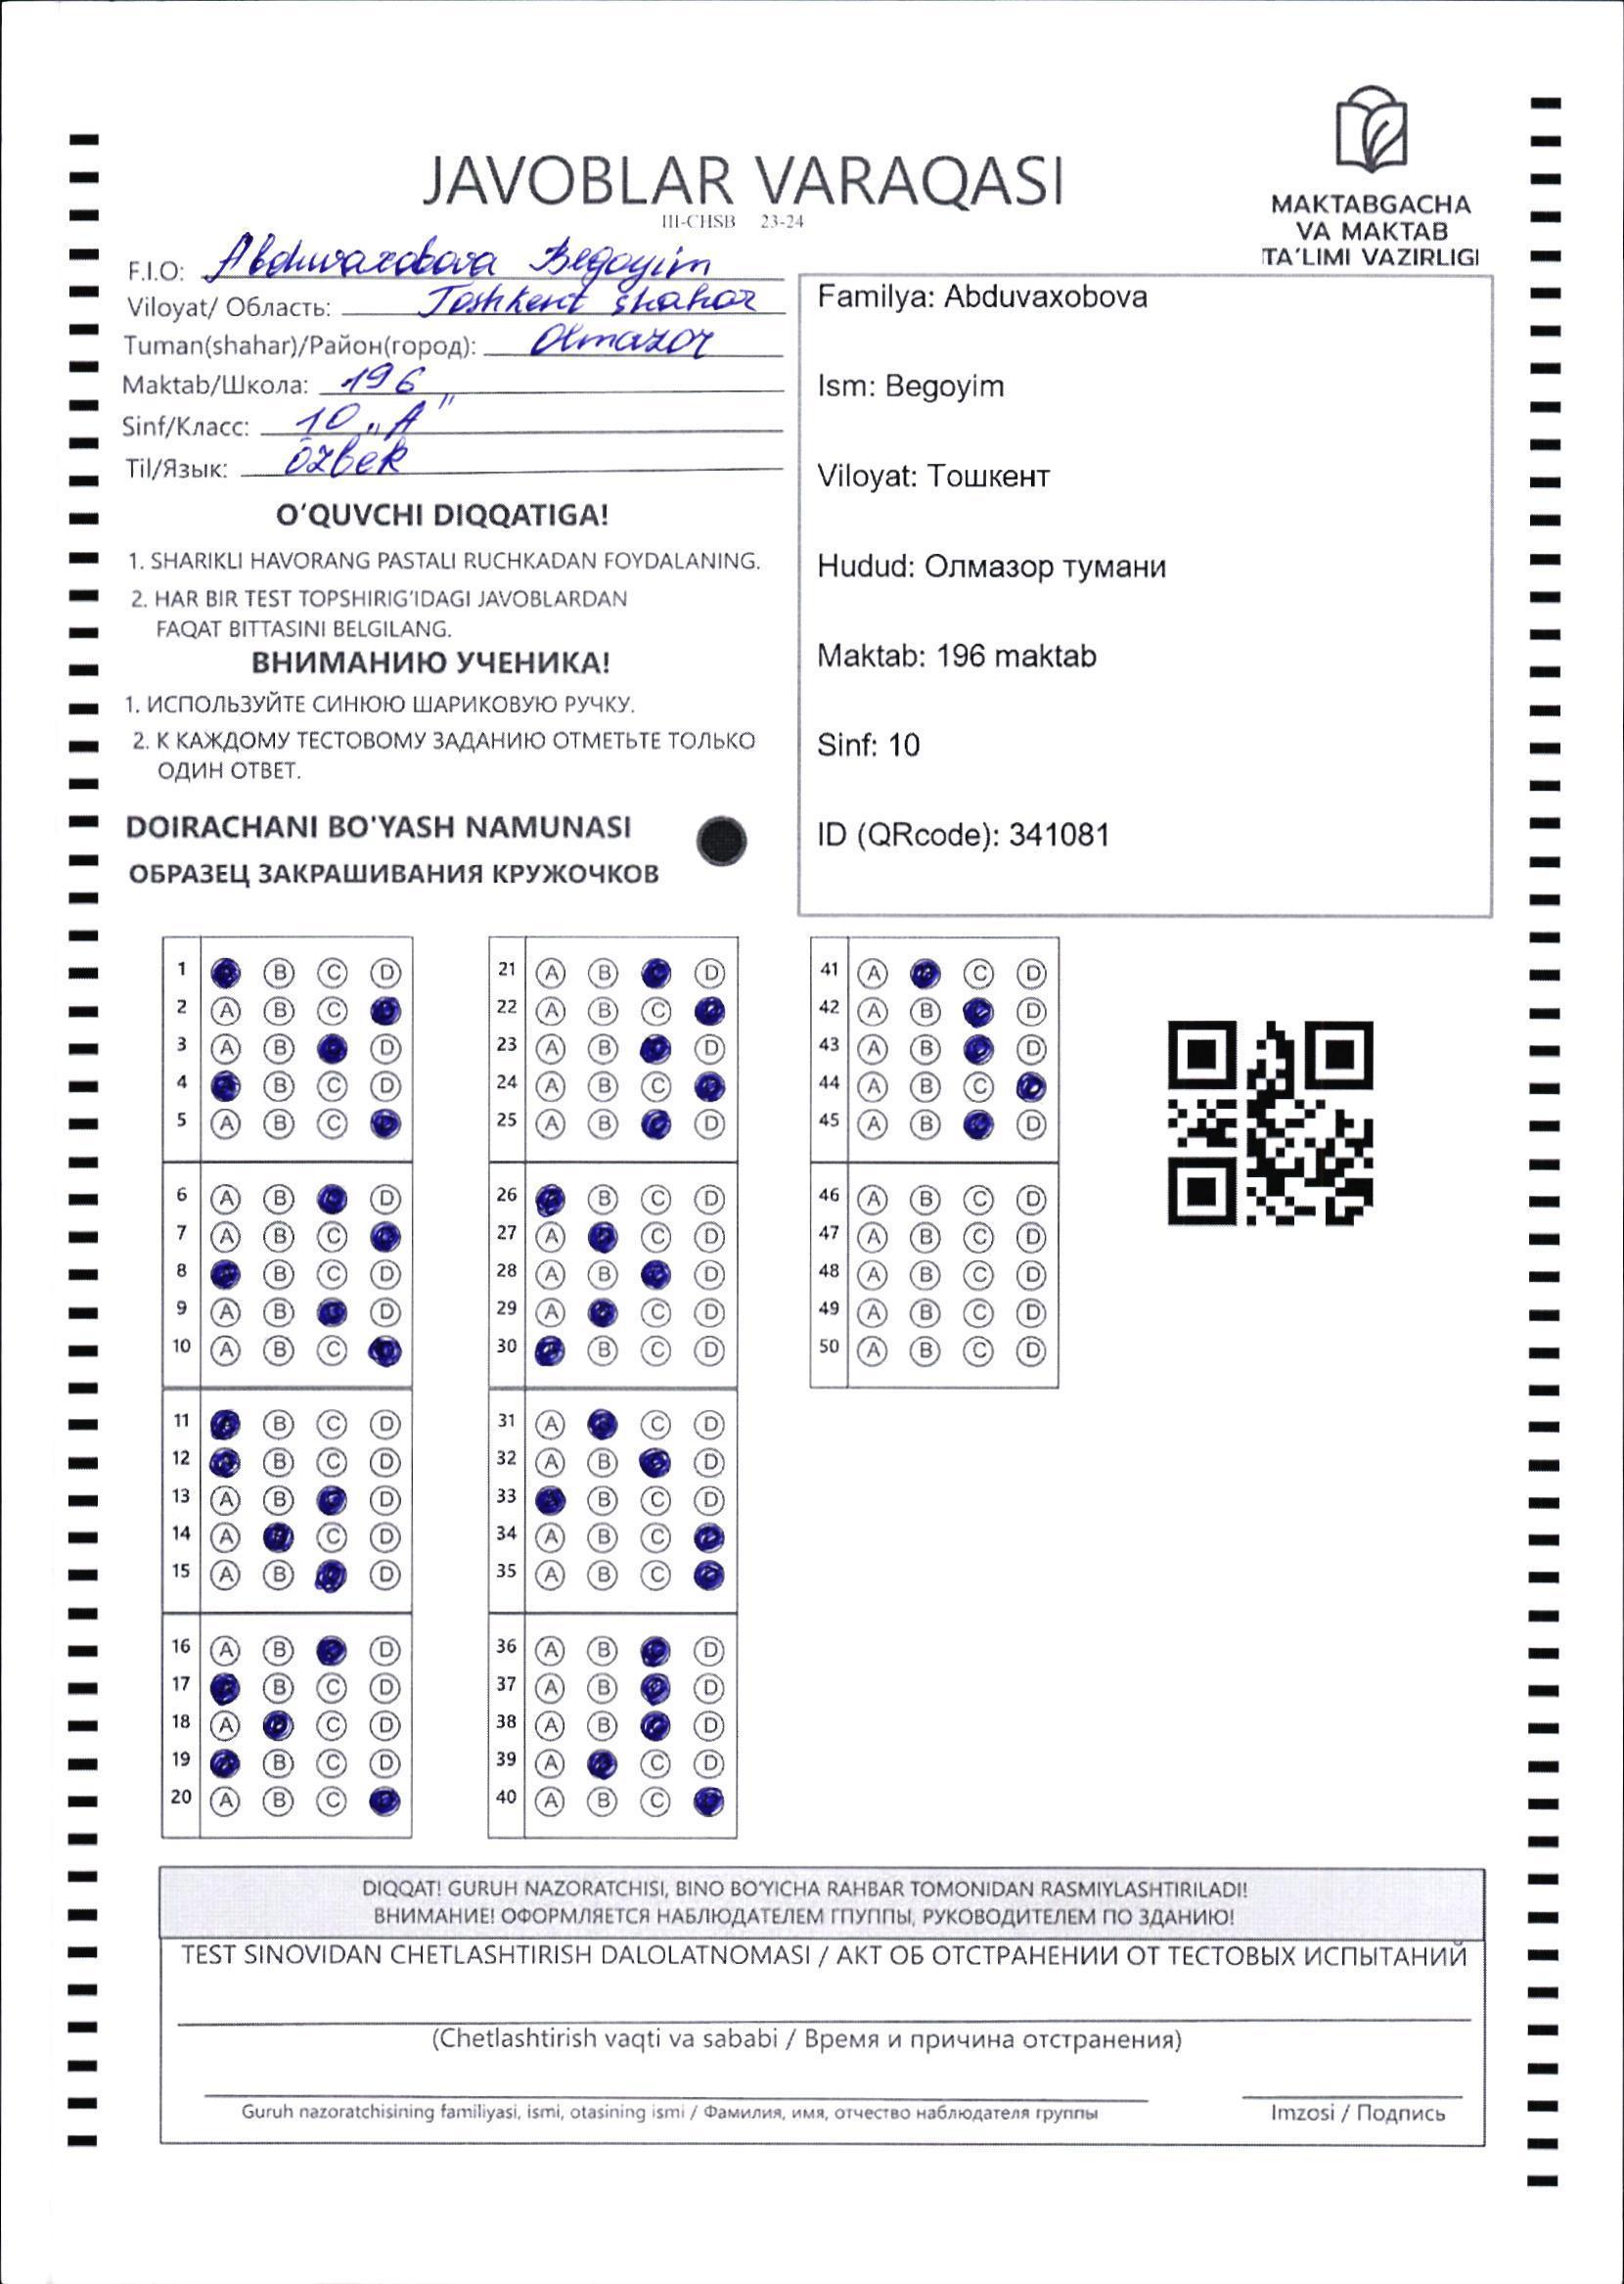 JAVOBLAR VARAQASI
III-CHSB 23-24
MAKTABGACHA
VA MAKTAB
TA'LIMI VAZIRLIGI
F.I.O: Abduvaxobova Begoyim
Viloyat/ Область: Toshkent shahar
Tuman(shahar)/Район(город): Olmazor
Maktab/Школа: 196
Sinf/Класс: 10 „A"
Til/Язык: Ozbek
O'QUVCHI DIQQATIGA!
1. SHARIKLI HAVORANG PASTALI RUCHKADAN FOYDALANING.
2. HAR BIR TEST TOPSHIRIG'IDAGI JAVOBLARDAN
FAQAT BITTASINI BELGILANG.
ВНИМАНИЮ УЧЕНИКА!
1. ИСПОЛЬЗУЙТЕ СИНЮЮ ШАРИКОВУЮ РУЧКУ.
2. К КАЖДОМУ ТЕСТОВОМУ ЗАДАНИЮ ОТМЕТЬТЕ ТОЛЬКО
ОДИН ОТВЕТ.
DOIRACHANI BO'YASH NAMUNASI
ОБРАЗЕЦ ЗАКРАШИВАНИЯ КРУЖОЧКОВ
Familya: Abduvaxobova
Ism: Begoyim
Viloyat: Тошкент
Hudud: Олмазор тумани
Maktab: 196 maktab
Sinf: 10
ID (QRcode): 341081
1 B C D
2 A B C
3 A B D
4 B C D
5 A B C
6 A B D
7 A B C
8 B C D
9 A B D
10 A B C
11 B C D
12 B C D
13 A B D
14 A C D
15 A B D
16 A B D
17 B C D
18 A C D
19 B C D
20 A B C
21 A B D
22 A B C
23 A B D
24 A B C
25 A B D
26 B C D
27 A C D
28 A B D
29 A C D
30 B C D
31 A C D
32 A B D
33 B C D
34 A B C
35 A B C
36 A B D
37 A B D
38 A B D
39 A C D
40 A B C
41 A C D
42 A B D
43 A B D
44 A B C
45 A B D
46 A B C D
47 A B C D
48 A B C D
49 A B C D
50 A B C D
DIQQAT! GURUH NAZORATCHISI, BINO BO'YICHA RAHBAR TOMONIDAN RASMIYLASHTIRILADI!
ВНИМАНИЕ! ОФОРМЛЯЕТСЯ НАБЛЮДАТЕЛЕМ ГПУППЫ, РУКОВОДИТЕЛЕМ ПО ЗДАНИЮ!
TEST SINOVIDAN CHETLASHTIRISH DALOLATNOMASI / АКТ ОБ ОТСТРАНЕНИИ ОТ ТЕСТОВЫХ ИСПЫТАНИЙ
(Chetlashtirish vaqti va sababi / Время и причина отстранения)
Guruh nazoratchisining familiyasi, ismi, otasining ismi / Фамилия, имя, отчество наблюдателя группы
Imzosi / Подпись